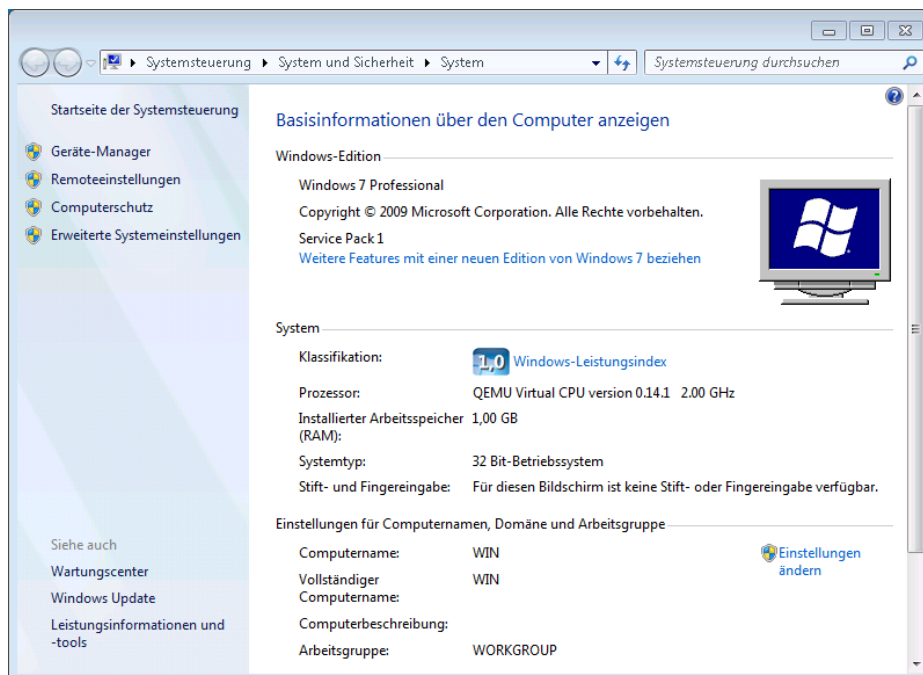 Systemsteuerung ▸ System und Sicherheit ▸ System
Systemsteuerung durchsuchen
Startseite der Systemsteuerung
Geräte-Manager
Remoteeinstellungen
Computerschutz
Erweiterte Systemeinstellungen
Siehe auch
Wartungscenter
Windows Update
Leistungsinformationen und
-tools
Basisinformationen über den Computer anzeigen
Windows-Edition
Windows 7 Professional
Copyright © 2009 Microsoft Corporation. Alle Rechte vorbehalten.
Service Pack 1
Weitere Features mit einer neuen Edition von Windows 7 beziehen
System
Klassifikation: 1,0 Windows-Leistungsindex
Prozessor: QEMU Virtual CPU version 0.14.1 2.00 GHz
Installierter Arbeitsspeicher 1,00 GB
(RAM):
Systemtyp: 32 Bit-Betriebssystem
Stift- und Fingereingabe: Für diesen Bildschirm ist keine Stift- oder Fingereingabe verfügbar.
Einstellungen für Computernamen, Domäne und Arbeitsgruppe
Computername: WIN Einstellungen
ändern
Vollständiger WIN
Computername:
Computerbeschreibung:
Arbeitsgruppe: WORKGROUP